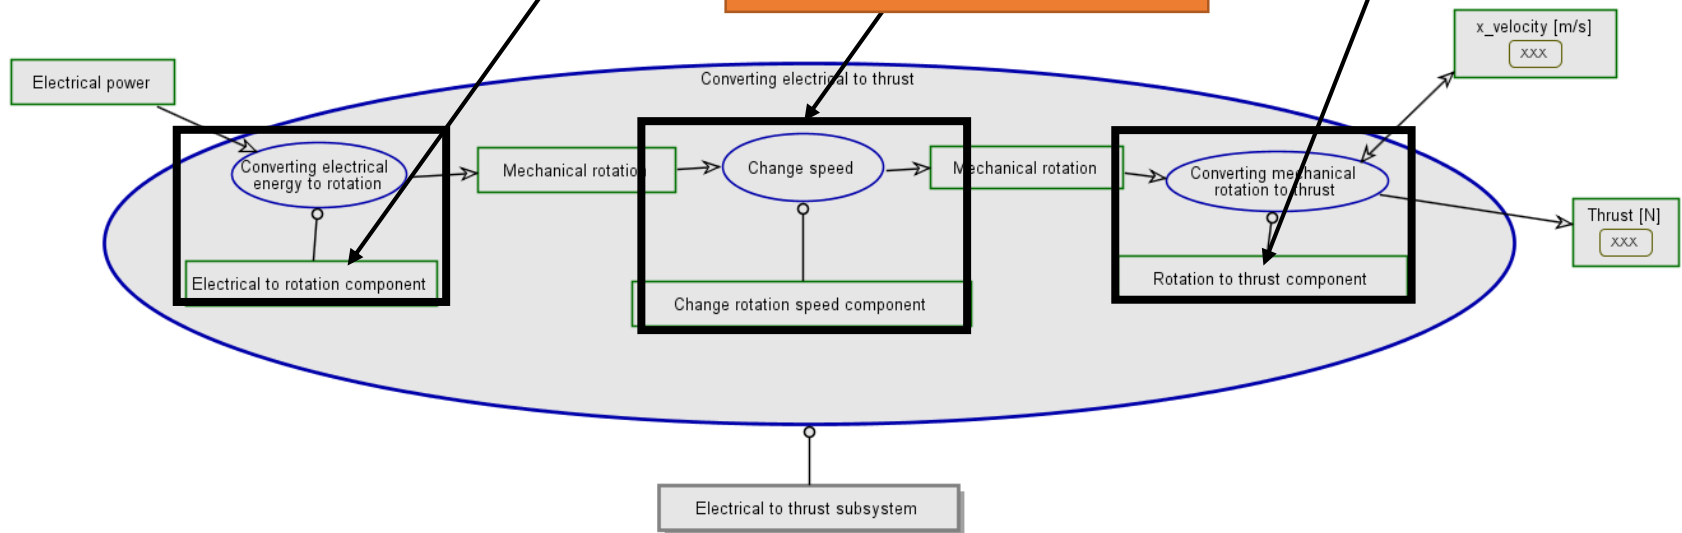 x_velocity [m/s]
xxx
Electrical power
Converting electrical to thrust
Converting electrical
energy to rotation
Mechanical rotation
Change speed
Mechanical rotation
Converting mechanical
rotation to thrust
Thrust [N]
xxx
Electrical to rotation component
Change rotation speed component
Rotation to thrust component
Electrical to thrust subsystem